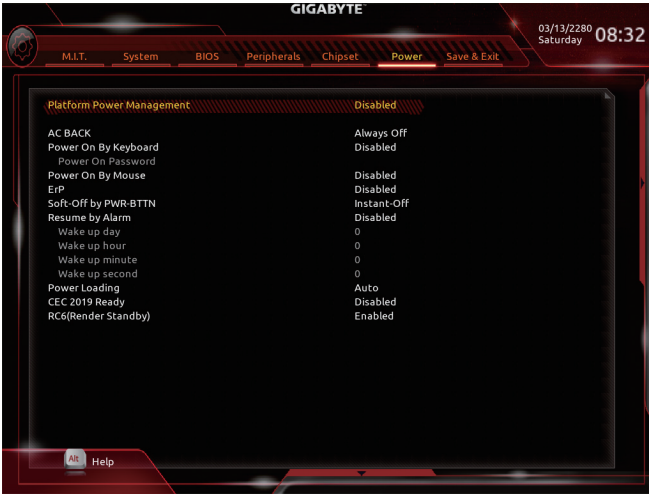 GIGABYTE
03/13/2280 08:32
Saturday
M.I.T. System BIOS Peripherals Chipset Power Save & Exit
Platform Power Management Disabled
AC BACK Always Off
Power On By Keyboard Disabled
Power On Password
Power On By Mouse Disabled
ErP Disabled
Soft-Off by PWR-BTTN Instant-Off
Resume by Alarm Disabled
Wake up day 0
Wake up hour 0
Wake up minute 0
Wake up second 0
Power Loading Auto
CEC 2019 Ready Disabled
RC6(Render Standby) Enabled
Alt Help